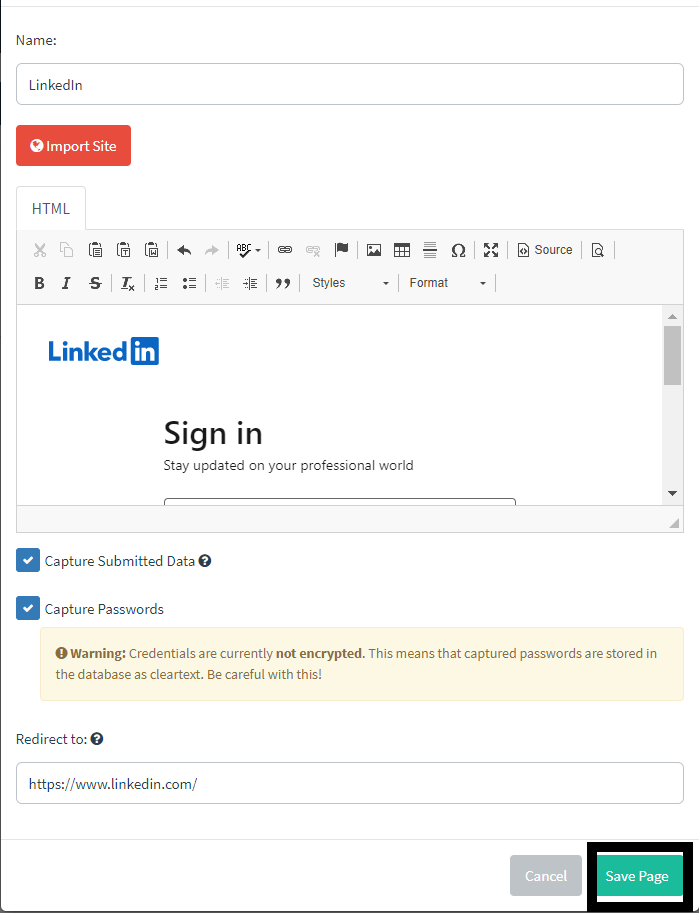 Name:
LinkedIn
Import Site
HTML
ABC
Source
B I S Tx Styles Format
Linked in
Sign in
Stay updated on your professional world
Capture Submitted Data
Capture Passwords
Warning: Credentials are currently not encrypted. This means that captured passwords are stored in
the database as cleartext. Be careful with this!
Redirect to:
https://www.linkedin.com/
Cancel Save Page